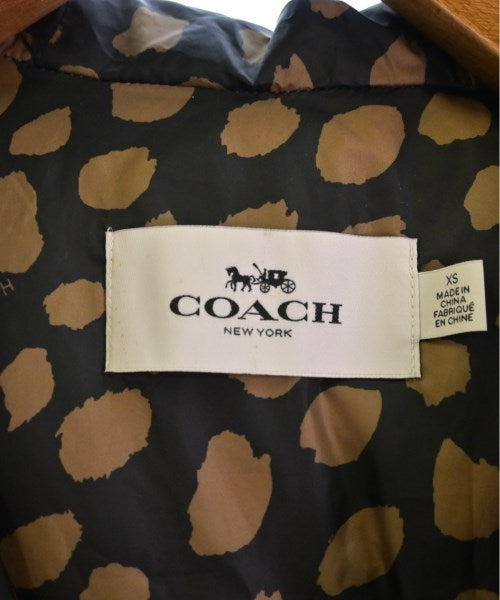 COACH
NEW YORK
XS
MADE IN
CHINA
FABRIQUÉ
EN CHINE
H